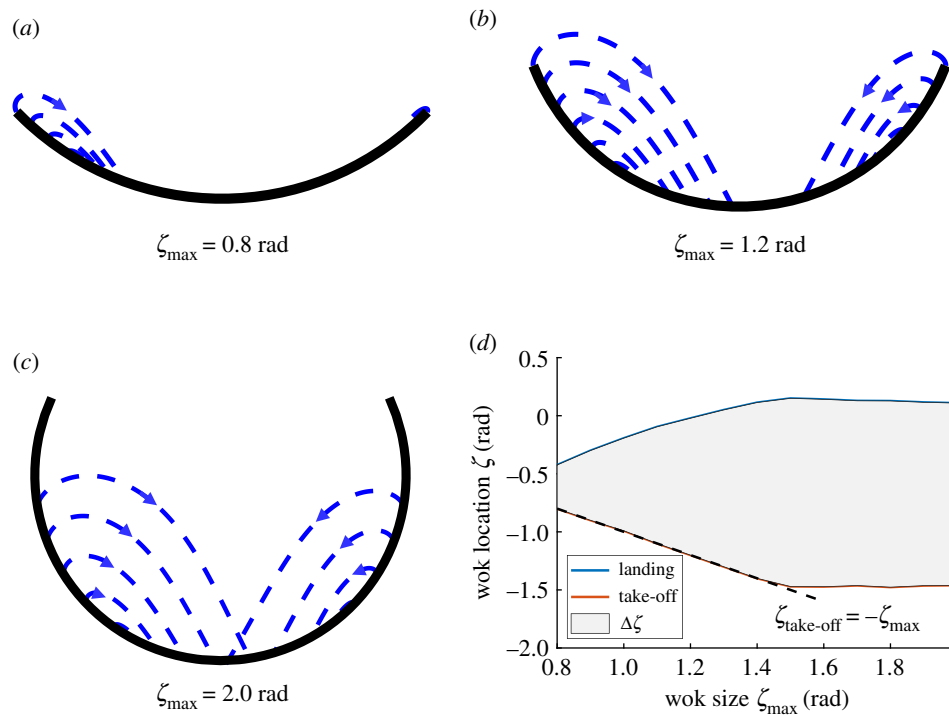 (a)
ζmax = 0.8 rad
(b)
ζmax = 1.2 rad
(c)
ζmax = 2.0 rad
(d)
0.5
0
−0.5
−1.0
−1.5
−2.0
wok location ζ (rad)
landing
take-off
Δζ
ζtake-off = −ζmax
0.8 1.0 1.2 1.4 1.6 1.8
wok size ζmax (rad)